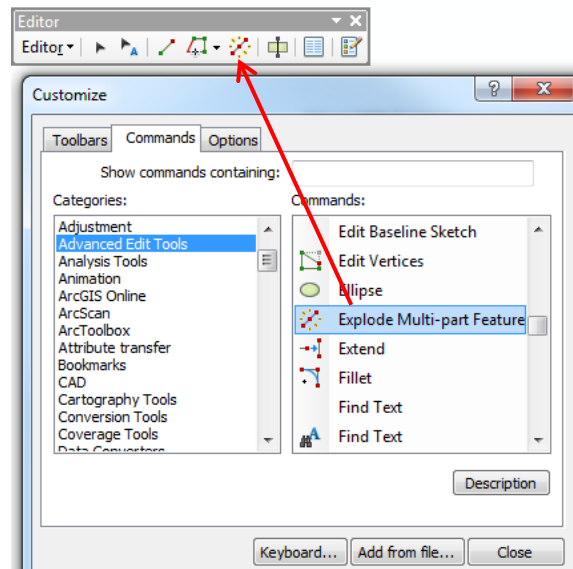 Editor
Editor
A
Customize
?
X
Toolbars Commands Options
Show commands containing:
Categories: Commands:
Adjustment
Advanced Edit Tools
Analysis Tools
Animation
ArcGIS Online
ArcScan
ArcToolbox
Attribute transfer
Bookmarks
CAD
Cartography Tools
Conversion Tools
Coverage Tools
Data Converters
Edit Baseline Sketch
Edit Vertices
Ellipse
Explode Multi-part Feature
Extend
Fillet
Find Text
A Find Text
Description
Keyboard... Add from file... Close